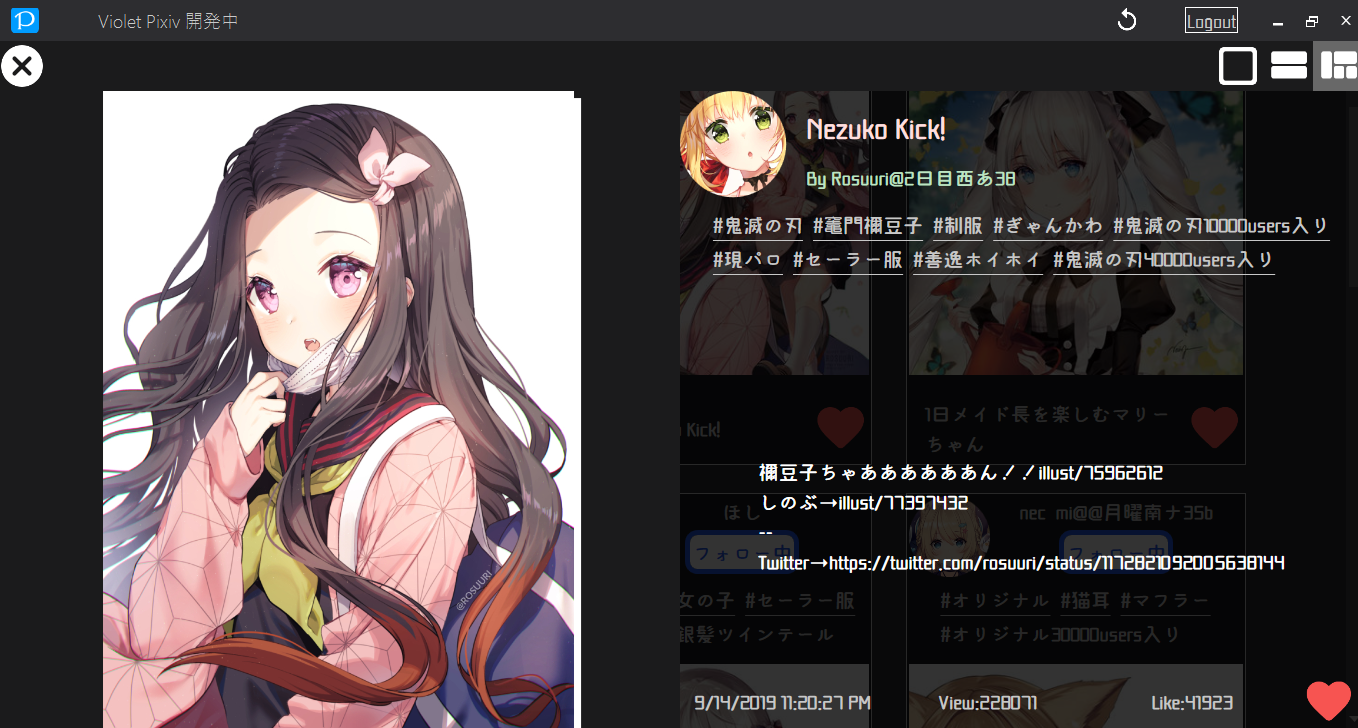 Violet Pixiv 開発中
Logout
Nezuko Kick!
By Rosuuri@2日目西あ38
#鬼滅の刃 #竈門禰豆子 #制服 #ぎゃんかわ #鬼滅の刃10000users入り
#現パロ #セーラー服 #善逸ホイホイ #鬼滅の刃40000users入り
Kick!
1日メイド長を楽しむマリー
ちゃん
禰豆子ちゃああああああん！！illust/75962612
しのぶ→illust/77397432
--
Twitter→https://twitter.com/rosuuri/status/1172821092005638144
ほし
nec mi@@月曜南ナ35b
フォロー中
フォロー中
女の子 #セーラー服
銀髪ツインテール
#オリジナル #猫耳 #マフラー
#オリジナル30000users入り
@ROSUURI
9/14/2019 11:20:27 PM
View:228071
Like:41923